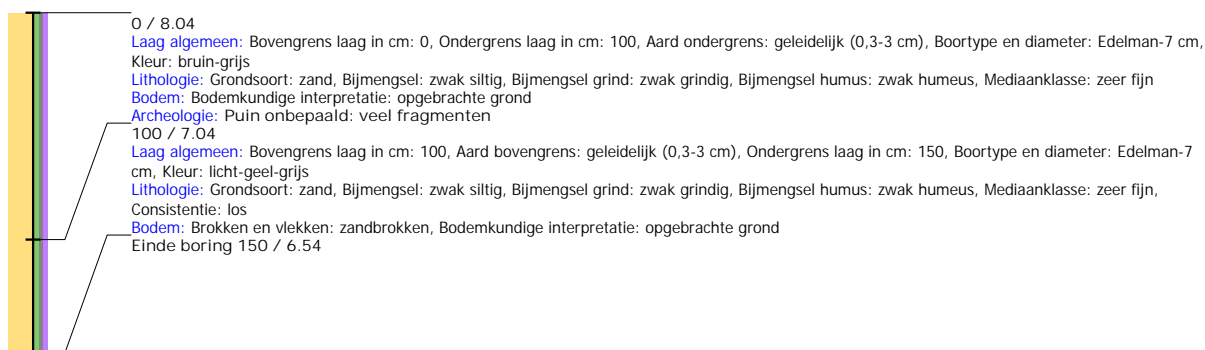 0 / 8.04
Laag algemeen: Bovengrens laag in cm: 0, Ondergrens laag in cm: 100, Aard ondergrens: geleidelijk (0,3-3 cm), Boortype en diameter: Edelman-7 cm,
Kleur: bruin-grijs
Lithologie: Grondsoort: zand, Bijmengsel: zwak siltig, Bijmengsel grind: zwak grindig, Bijmengsel humus: zwak humeus, Mediaanklasse: zeer fijn
Bodem: Bodemkundige interpretatie: opgebrachte grond
Archeologie: Puin onbepaald: veel fragmenten
100 / 7.04
Laag algemeen: Bovengrens laag in cm: 100, Aard bovengrens: geleidelijk (0,3-3 cm), Ondergrens laag in cm: 150, Boortype en diameter: Edelman-7
cm, Kleur: licht-geel-grijs
Lithologie: Grondsoort: zand, Bijmengsel: zwak siltig, Bijmengsel grind: zwak grindig, Bijmengsel humus: zwak humeus, Mediaanklasse: zeer fijn,
Consistentie: los
Bodem: Brokken en vlekken: zandbrokken, Bodemkundige interpretatie: opgebrachte grond
Einde boring 150 / 6.54